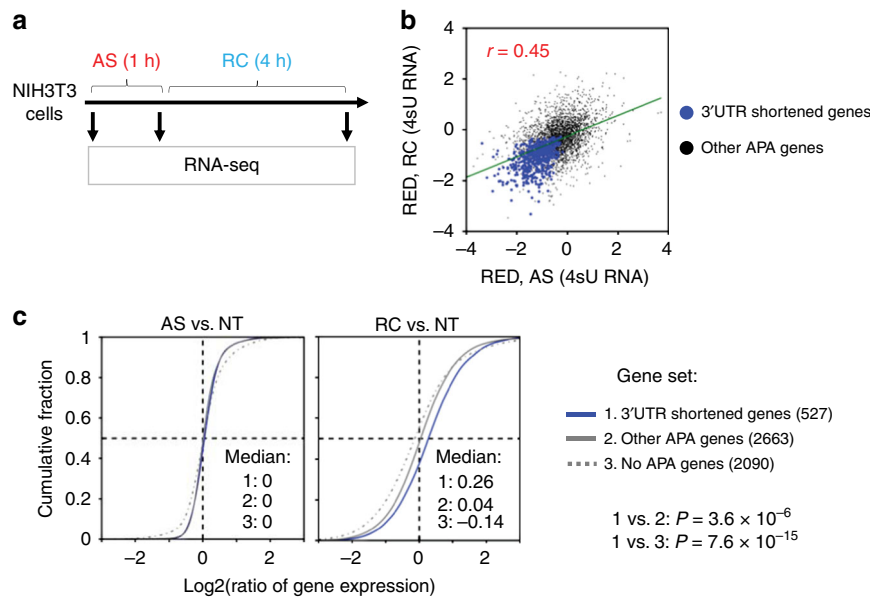 a
AS (1 h)
RC (4 h)
NIH3T3
cells
RNA-seq
b
RED, RC (4sU RNA)
4
2
0
−2
−4
r = 0.45
−4
−2
0
2
4
RED, AS (4sU RNA)
3′UTR shortened genes
Other APA genes
c
AS vs. NT
RC vs. NT
Cumulative fraction
1
0.8
0.6
0.4
0.2
0
Median:
1: 0
2: 0
3: 0
Median:
1: 0.26
2: 0.04
3: −0.14
−2
0
2
−2
0
2
Log2(ratio of gene expression)
Gene set:
1. 3′UTR shortened genes (527)
2. Other APA genes (2663)
3. No APA genes (2090)
1 vs. 2: P = 3.6 × 10⁻⁶
1 vs. 3: P = 7.6 × 10⁻¹⁵